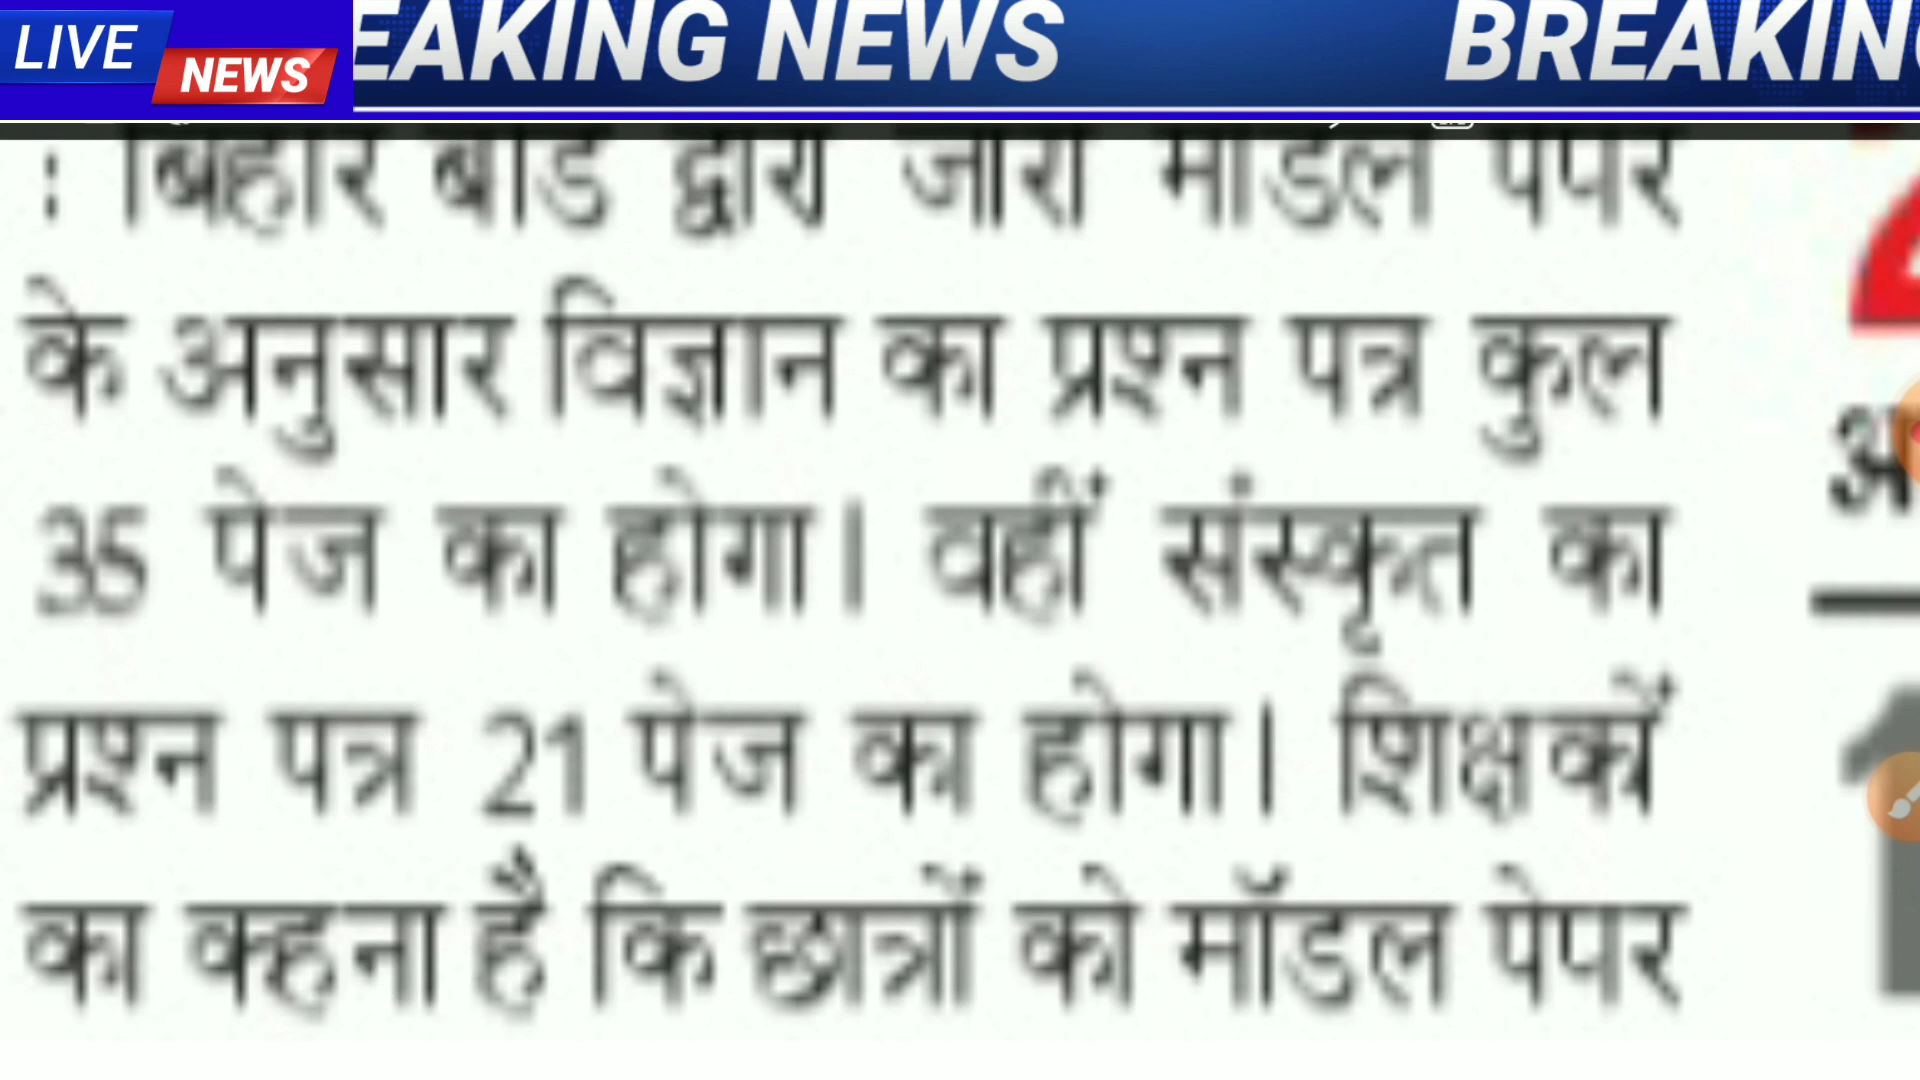 LIVE
NEWS
EAKING NEWS
BREAKIN
: बिहार बोर्ड द्वारा जारी मॉडल पेपर
के अनुसार विज्ञान का प्रश्न पत्र कुल
35 पेज का होगा। वहीं संस्कृत का
प्रश्न पत्र 21 पेज का होगा। शिक्षकों
का कहना है कि छात्रों को मॉडल पेपर